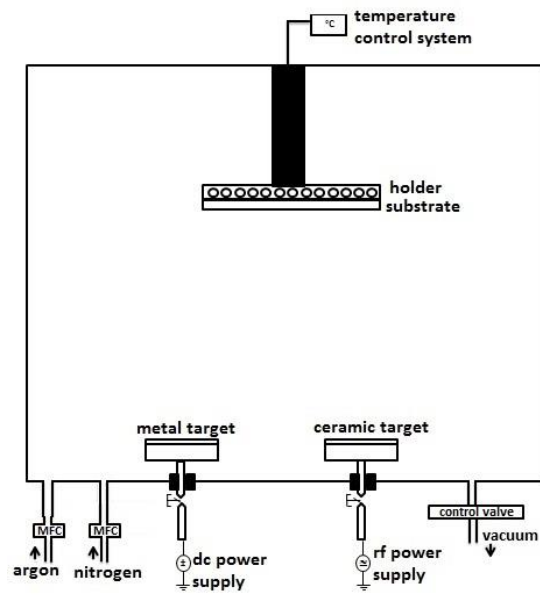 °C
temperature
control system
holder
substrate
metal target
ceramic target
MFC
MFC
control valve
argon
nitrogen
dc power
supply
rf power
supply
vacuum